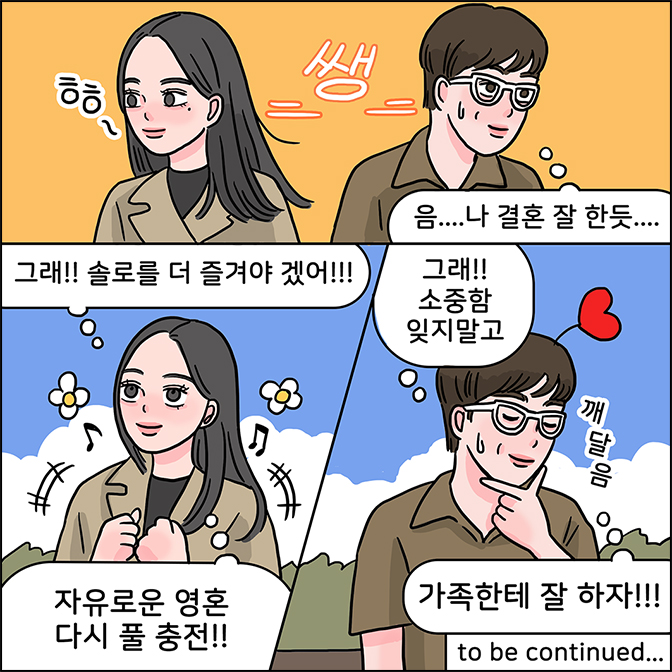 흐흐~
쌩
음....나 결혼 잘 한듯....
그래!! 솔로를 더 즐겨야 겠어!!!
그래!!
소중함
잊지말고
깨달음
자유로운 영혼
다시 풀 충전!!
가족한테 잘 하자!!!
to be continued...